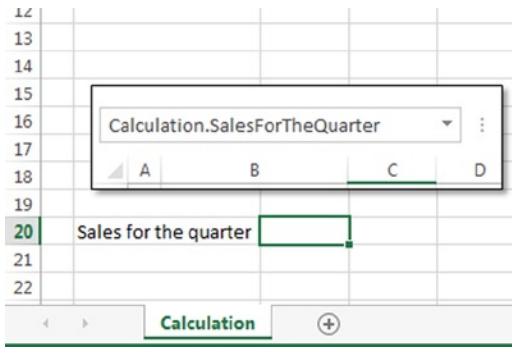 12
13
14
15
16
Calculation.SalesForTheQuarter
17
18
A B C D
19
20 Sales for the quarter
21
22
Calculation